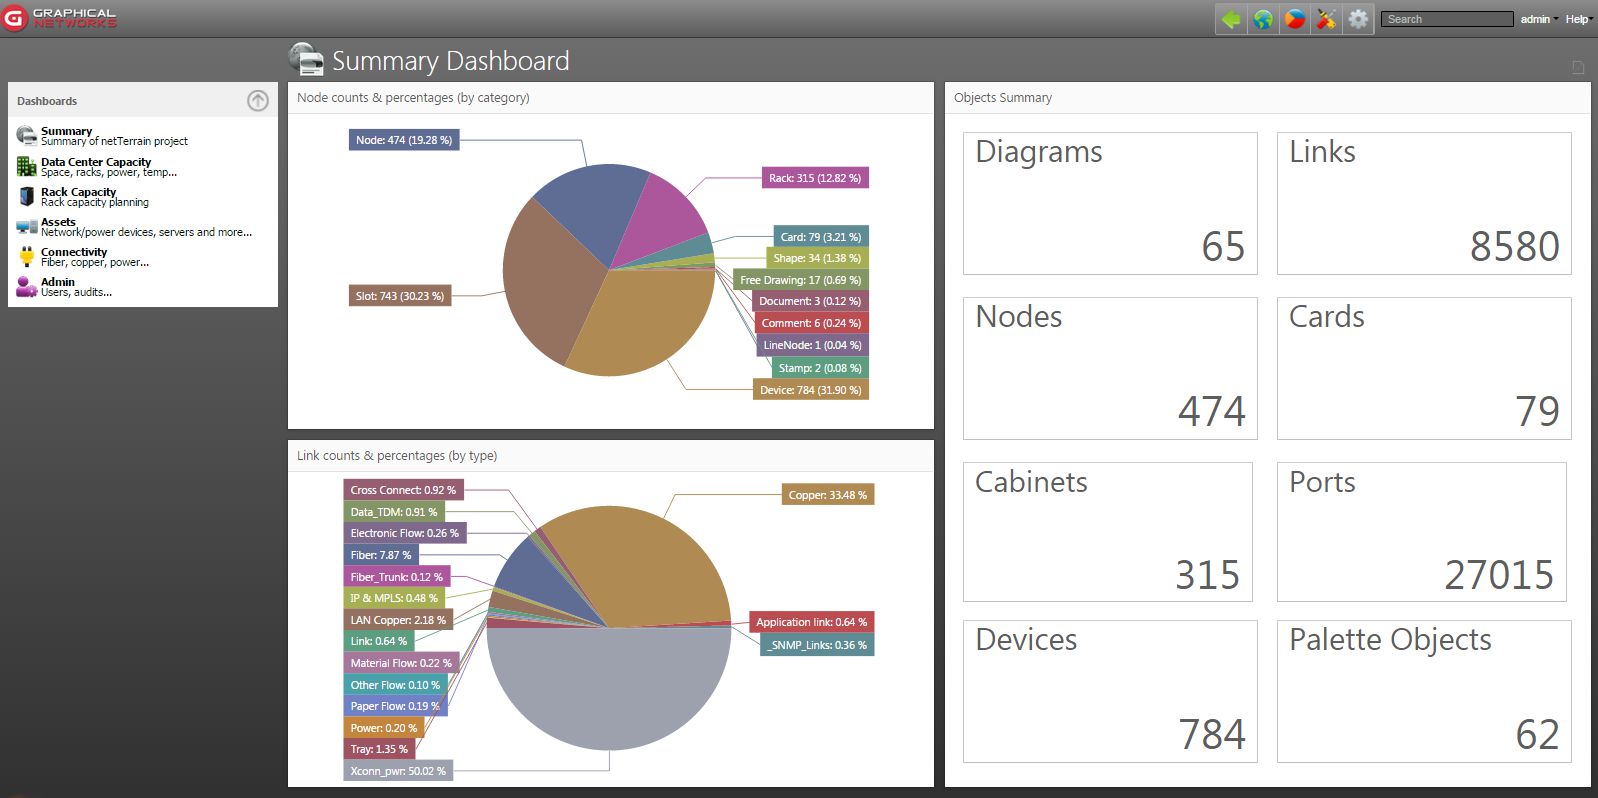 GRAPHICAL
NETWORKS
Search
admin
Help
Summary Dashboard
Dashboards
Summary
Summary of netTerrain project
Data Center Capacity
Space, racks, power, temp...
Rack Capacity
Rack capacity planning
Assets
Network/power devices, servers and more...
Connectivity
Fiber, copper, power...
Admin
Users, audits...
Node counts & percentages (by category)
Node: 474 (19.28 %)
Rack: 315 (12.82 %)
Card: 79 (3.21 %)
Shape: 34 (1.38 %)
Free Drawing: 17 (0.69 %)
Slot: 743 (30.23 %)
Document: 3 (0.12 %)
Comment: 6 (0.24 %)
LineNode: 1 (0.04 %)
Stamp: 2 (0.08 %)
Device: 784 (31.90 %)
Link counts & percentages (by type)
Cross Connect: 0.92 %
Data_TDM: 0.91 %
Electronic Flow: 0.26 %
Fiber: 7.87 %
Fiber_Trunk: 0.12 %
IP & MPLS: 0.48 %
LAN Copper: 2.18 %
Link: 0.64 %
Material Flow: 0.22 %
Other Flow: 0.10 %
Paper Flow: 0.19 %
Power: 0.20 %
Tray: 1.35 %
Xconn_pwr: 50.02 %
Copper: 33.48 %
Application link: 0.64 %
_SNMP_Links: 0.36 %
Objects Summary
Diagrams
65
Links
8580
Nodes
474
Cards
79
Cabinets
315
Ports
27015
Devices
784
Palette Objects
62